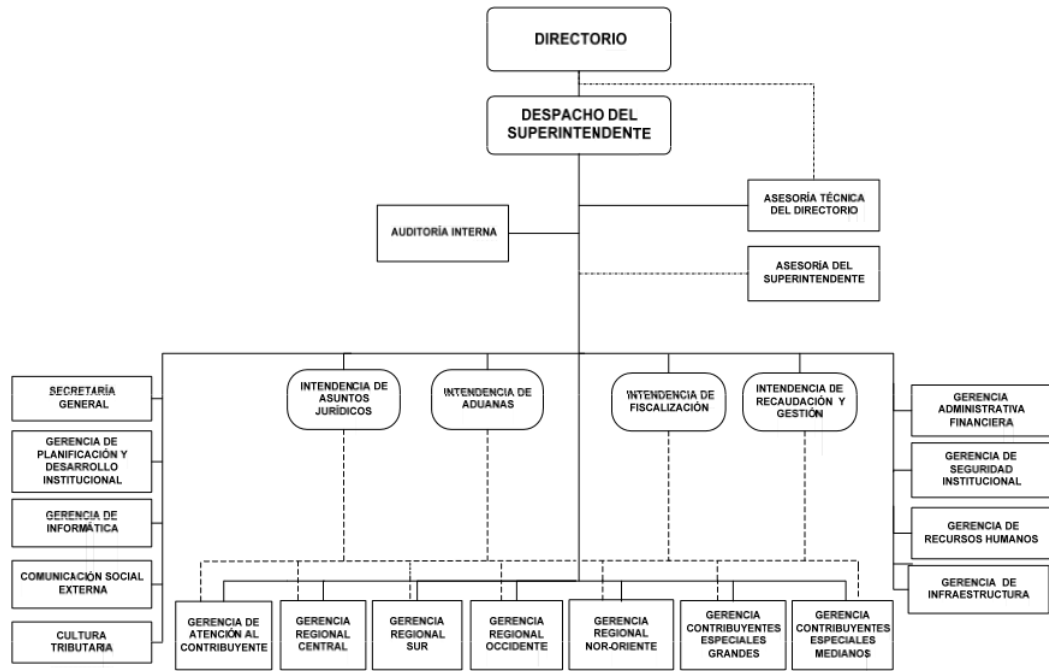 DIRECTORIO
DESPACHO DEL
SUPERINTENDENTE
ASESORÍA TÉCNICA
DEL DIRECTORIO
AUDITORÍA INTERNA
ASESORÍA DEL
SUPERINTENDENTE
SECRETARÍA
GENERAL
GERENCIA DE
PLANIFICACIÓN Y
DESARROLLO
INSTITUCIONAL
GERENCIA DE
INFORMÁTICA
COMUNICACIÓN SOCIAL
EXTERNA
CULTURA
TRIBUTARIA
INTENDENCIA DE
ASUNTOS
JURÍDICOS
INTENDENCIA DE
ADUANAS
INTENDENCIA DE
FISCALIZACIÓN
INTENDENCIA DE
RECAUDACIÓN Y
GESTIÓN
GERENCIA
ADMINISTRATIVA
FINANCIERA
GERENCIA DE
SEGURIDAD
INSTITUCIONAL
GERENCIA DE
RECURSOS HUMANOS
GERENCIA DE
INFRAESTRUCTURA
GERENCIA DE
ATENCIÓN AL
CONTRIBUYENTE
GERENCIA
REGIONAL
CENTRAL
GERENCIA
REGIONAL
SUR
GERENCIA
REGIONAL
OCCIDENTE
GERENCIA
REGIONAL
NOR-ORIENTE
GERENCIA
CONTRIBUYENTES
ESPECIALES
GRANDES
GERENCIA
CONTRIBUYENTES
ESPECIALES
MEDIANOS